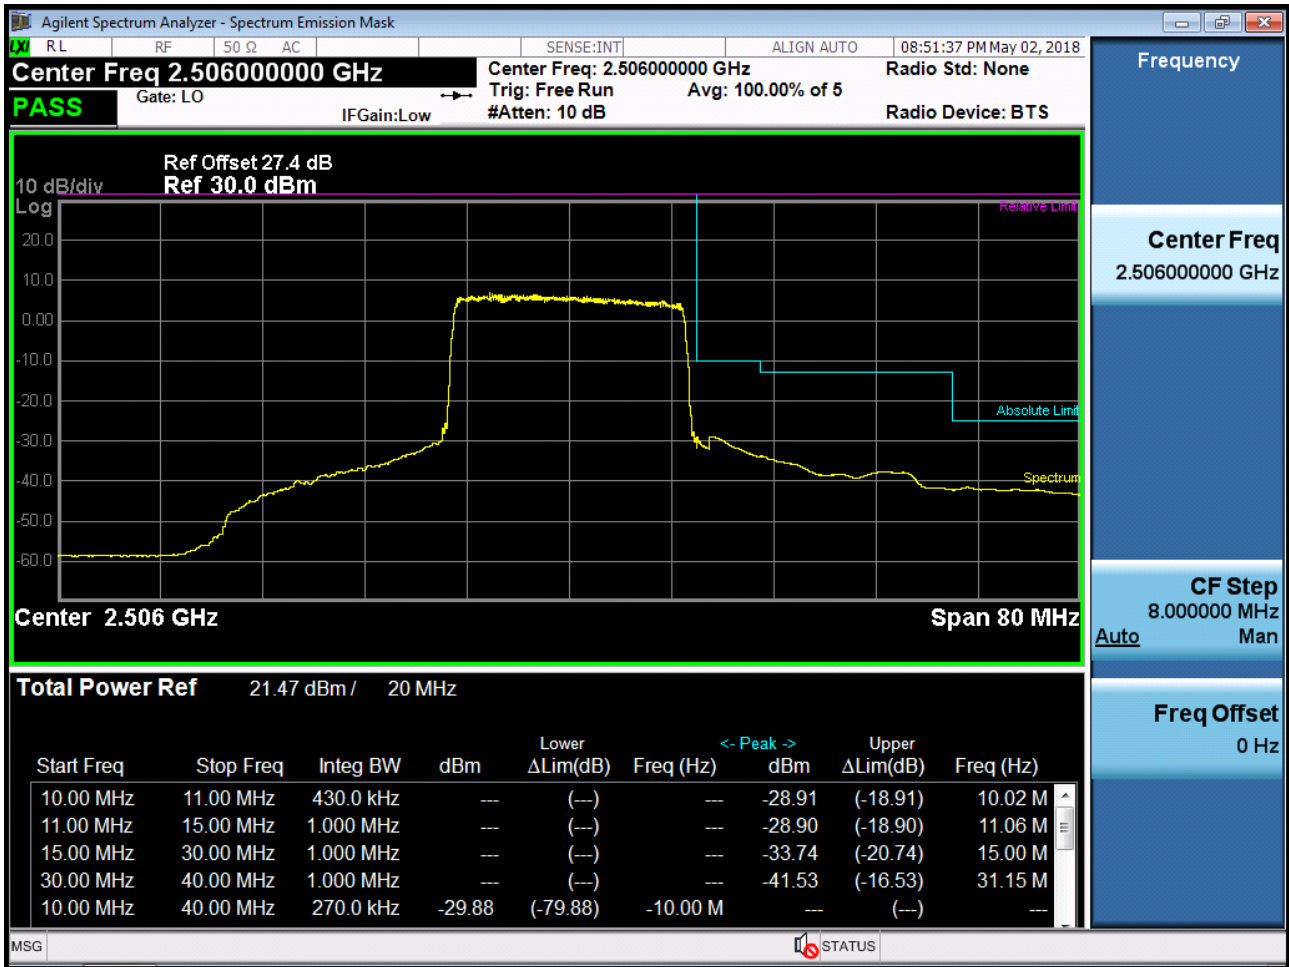 Agilent Spectrum Analyzer - Spectrum Emission Mask
LXI RL RF 50 Ω AC SENSE:INT ALIGN AUTO 08:51:37 PM May 02, 2018
Center Freq 2.506000000 GHz
Center Freq: 2.506000000 GHz
Radio Std: None
PASS
Gate: LO
Trig: Free Run
Avg: 100.00% of 5
IFGain:Low
#Atten: 10 dB
Radio Device: BTS
Ref Offset 27.4 dB
10 dB/div
Ref 30.0 dBm
Log
Relative Limit
20.0
10.0
0.00
-10.0
-20.0
Absolute Limit
-30.0
-40.0
Spectrum
-50.0
-60.0
Center 2.506 GHz
Span 80 MHz
Total Power Ref 21.47 dBm / 20 MHz
Lower <- Peak -> Upper
Start Freq Stop Freq Integ BW dBm ΔLim(dB) Freq (Hz) dBm ΔLim(dB) Freq (Hz)
10.00 MHz 11.00 MHz 430.0 kHz --- (---) --- -28.91 (-18.91) 10.02 M
11.00 MHz 15.00 MHz 1.000 MHz --- (---) --- -28.90 (-18.90) 11.06 M
15.00 MHz 30.00 MHz 1.000 MHz --- (---) --- -33.74 (-20.74) 15.00 M
30.00 MHz 40.00 MHz 1.000 MHz --- (---) --- -41.53 (-16.53) 31.15 M
10.00 MHz 40.00 MHz 270.0 kHz -29.88 (-79.88) -10.00 M --- (---) ---
MSG
STATUS
Frequency
Center Freq
2.506000000 GHz
CF Step
8.000000 MHz
Auto Man
Freq Offset
0 Hz